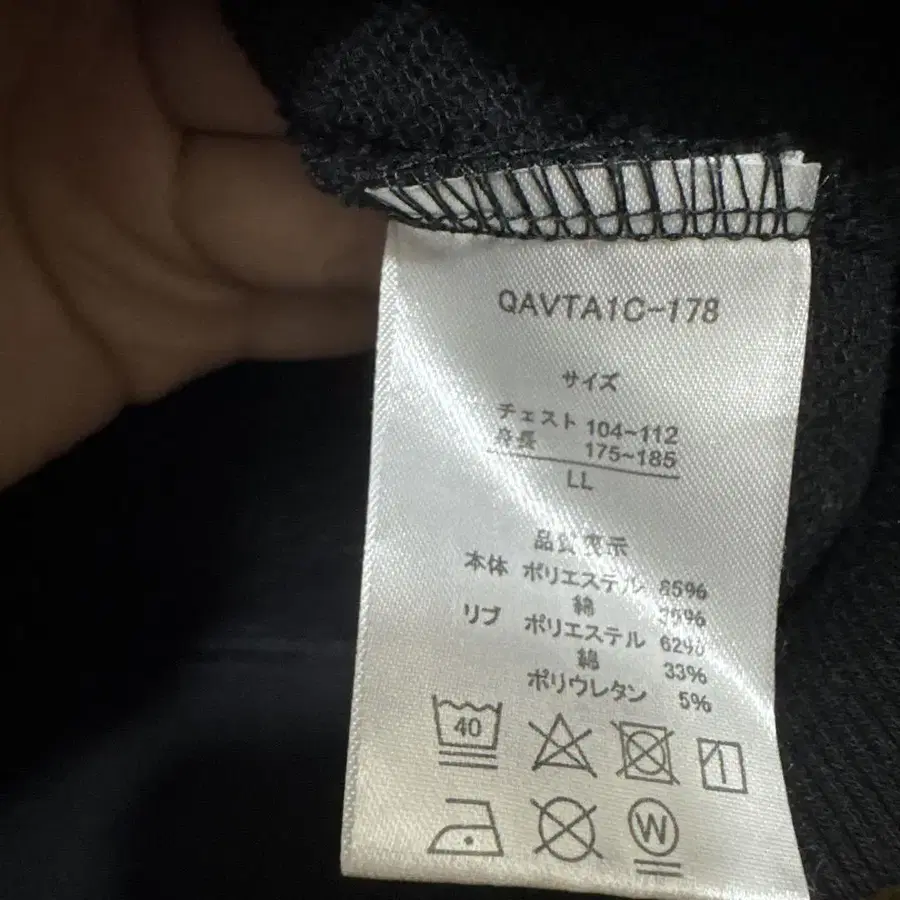 QAVTA1C-178
サイズ
チェスト 104~112
身長 175~185
LL
品質表示
本体 ポリエステル 65%
綿 35%
リブ ポリエステル 62%
綿 33%
ポリウレタン 5%
40
W